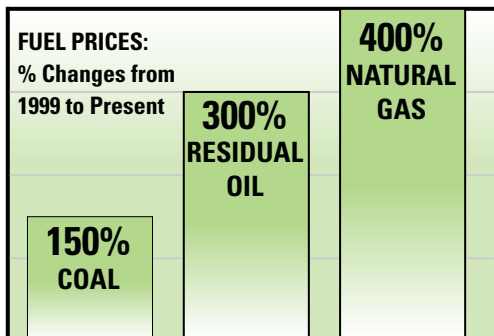 FUEL PRICES:
% Changes from
1999 to Present
150%
COAL
300%
RESIDUAL
OIL
400%
NATURAL
GAS